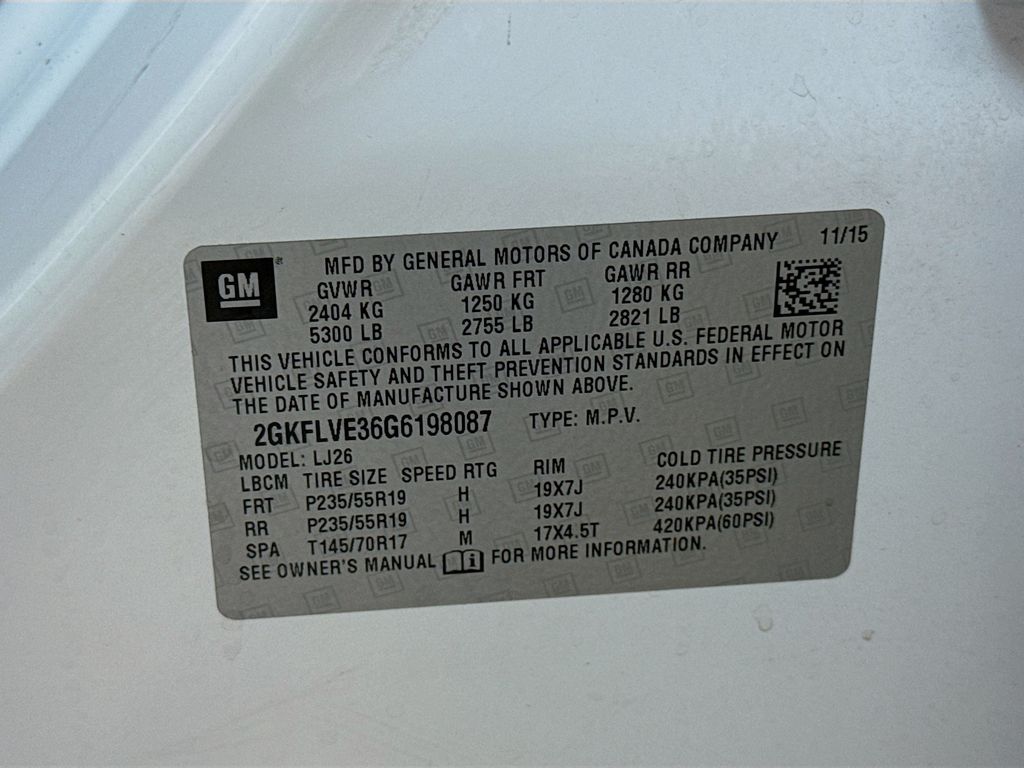 GM
MFD BY GENERAL MOTORS OF CANADA COMPANY 11/15
GVWR GAWR FRT GAWR RR
2404 KG 1250 KG 1280 KG
5300 LB 2755 LB 2821 LB
THIS VEHICLE CONFORMS TO ALL APPLICABLE U.S. FEDERAL MOTOR
VEHICLE SAFETY AND THEFT PREVENTION STANDARDS IN EFFECT ON
THE DATE OF MANUFACTURE SHOWN ABOVE.
2GKFLVE36G6198087 TYPE: M.P.V.
MODEL: LJ26
LBCM TIRE SIZE SPEED RTG RIM COLD TIRE PRESSURE
FRT P235/55R19 H 19X7J 240KPA(35PSI)
RR P235/55R19 H 19X7J 240KPA(35PSI)
SPA T145/70R17 M 17X4.5T 420KPA(60PSI)
SEE OWNER'S MANUAL i FOR MORE INFORMATION.